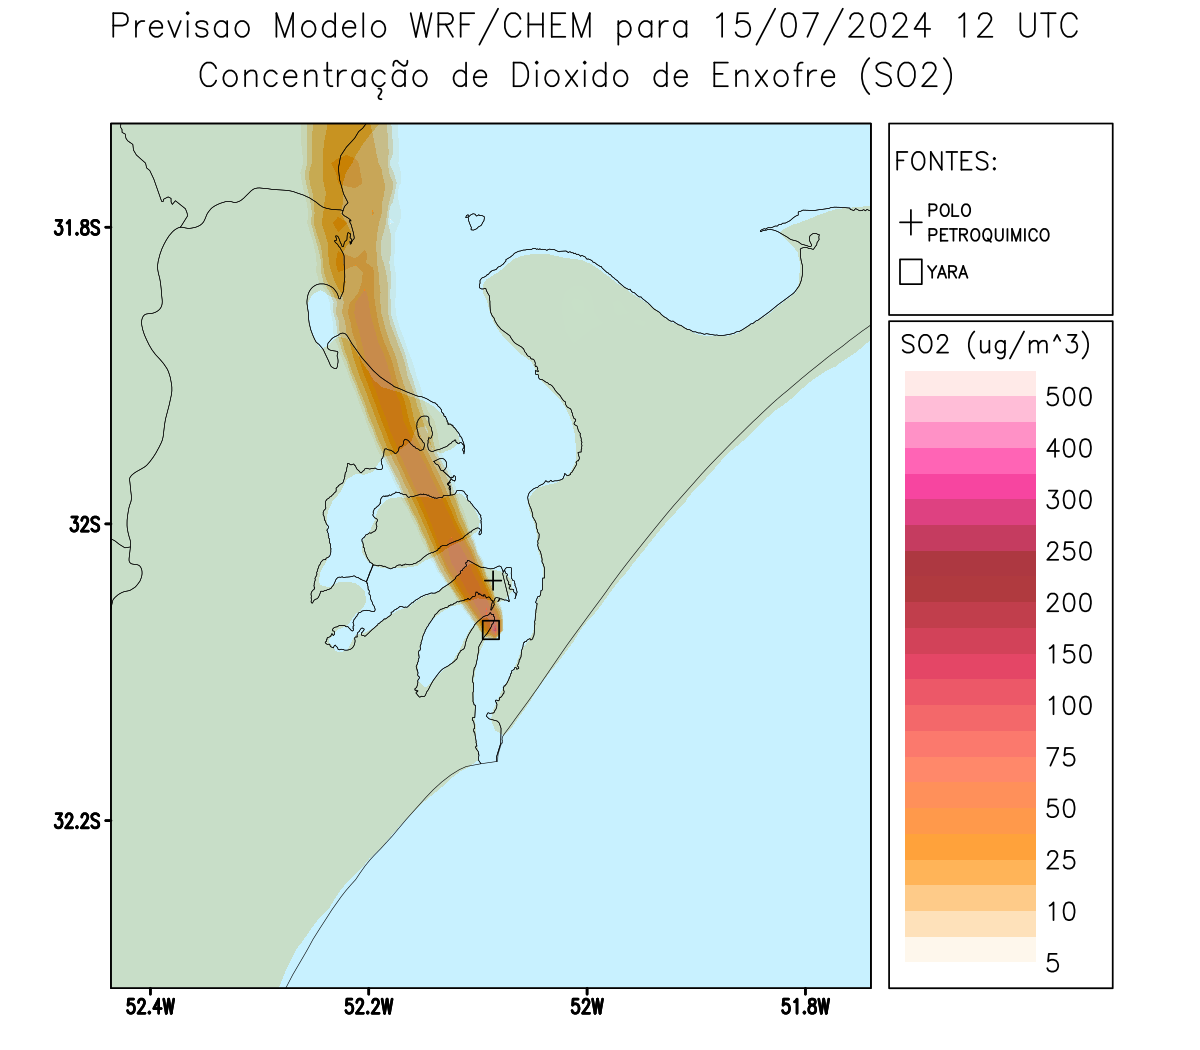 Previsao Modelo WRF/CHEM para 15/07/2024 12 UTC
Concentração de Dioxido de Enxofre (SO2)
FONTES:
POLO
PETROQUIMICO
YARA
31.8S
32S
32.2S
52.4W
52.2W
52W
51.8W
SO2 (ug/m^3)
500
400
300
250
200
150
100
75
50
25
10
5